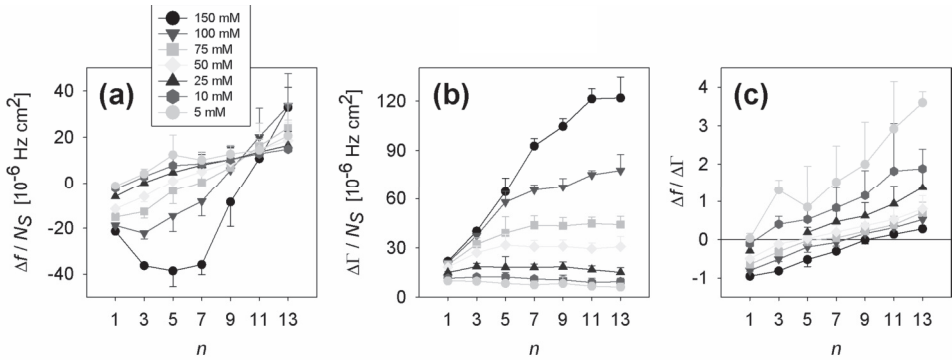 150 mM
100 mM
75 mM
50 mM
25 mM
10 mM
5 mM
(a)
Δf / N_S [10⁻⁶ Hz cm²]
40
20
0
-20
-40
1 3 5 7 9 11 13
n
(b)
ΔΓ / N_S [10⁻⁶ Hz cm²]
120
90
60
30
0
1 3 5 7 9 11 13
n
(c)
Δf / ΔΓ
4
3
2
1
0
-1
1 3 5 7 9 11 13
n